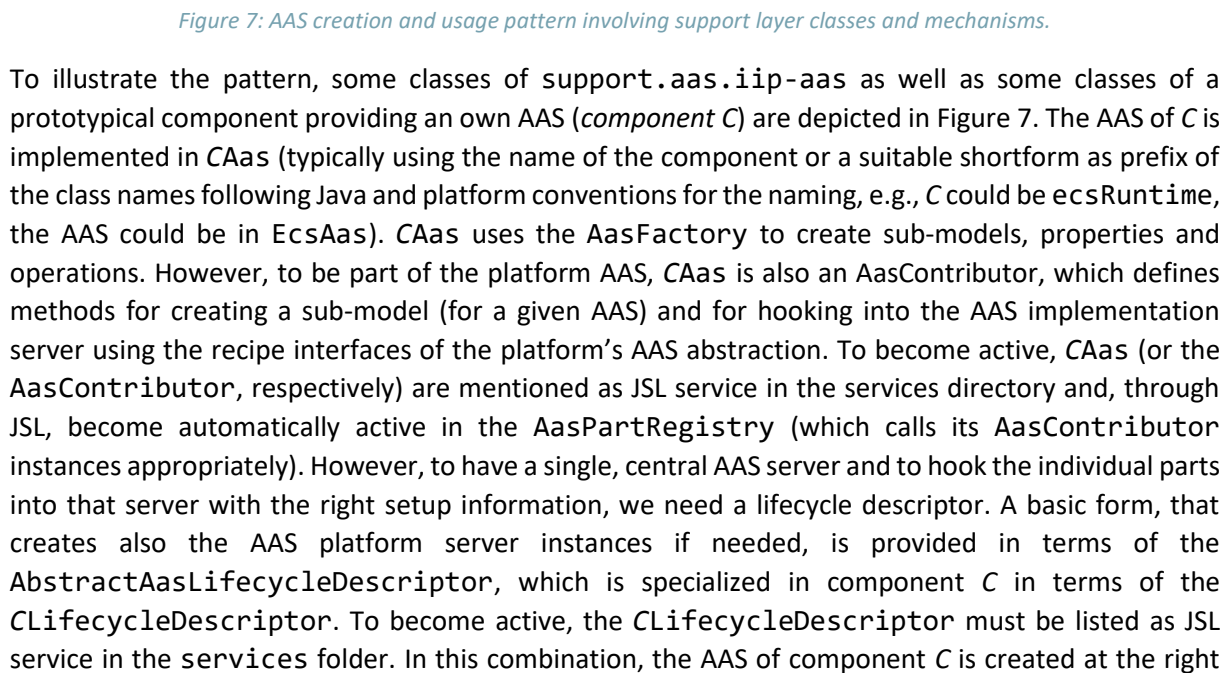 Figure 7: AAS creation and usage pattern involving support layer classes and mechanisms.
To illustrate the pattern, some classes of support.aas.iip-aas as well as some classes of a
prototypical component providing an own AAS (component C) are depicted in Figure 7. The AAS of C is
implemented in CAas (typically using the name of the component or a suitable shortform as prefix of
the class names following Java and platform conventions for the naming, e.g., C could be ecsRuntime,
the AAS could be in EcsAas). CAas uses the AasFactory to create sub-models, properties and
operations. However, to be part of the platform AAS, CAas is also an AasContributor, which defines
methods for creating a sub-model (for a given AAS) and for hooking into the AAS implementation
server using the recipe interfaces of the platform’s AAS abstraction. To become active, CAas (or the
AasContributor, respectively) are mentioned as JSL service in the services directory and, through
JSL, become automatically active in the AasPartRegistry (which calls its AasContributor
instances appropriately). However, to have a single, central AAS server and to hook the individual parts
into that server with the right setup information, we need a lifecycle descriptor. A basic form, that
creates also the AAS platform server instances if needed, is provided in terms of the
AbstractAasLifecycleDescriptor, which is specialized in component C in terms of the
CLifecycleDescriptor. To become active, the CLifecycleDescriptor must be listed as JSL
service in the services folder. In this combination, the AAS of component C is created at the right